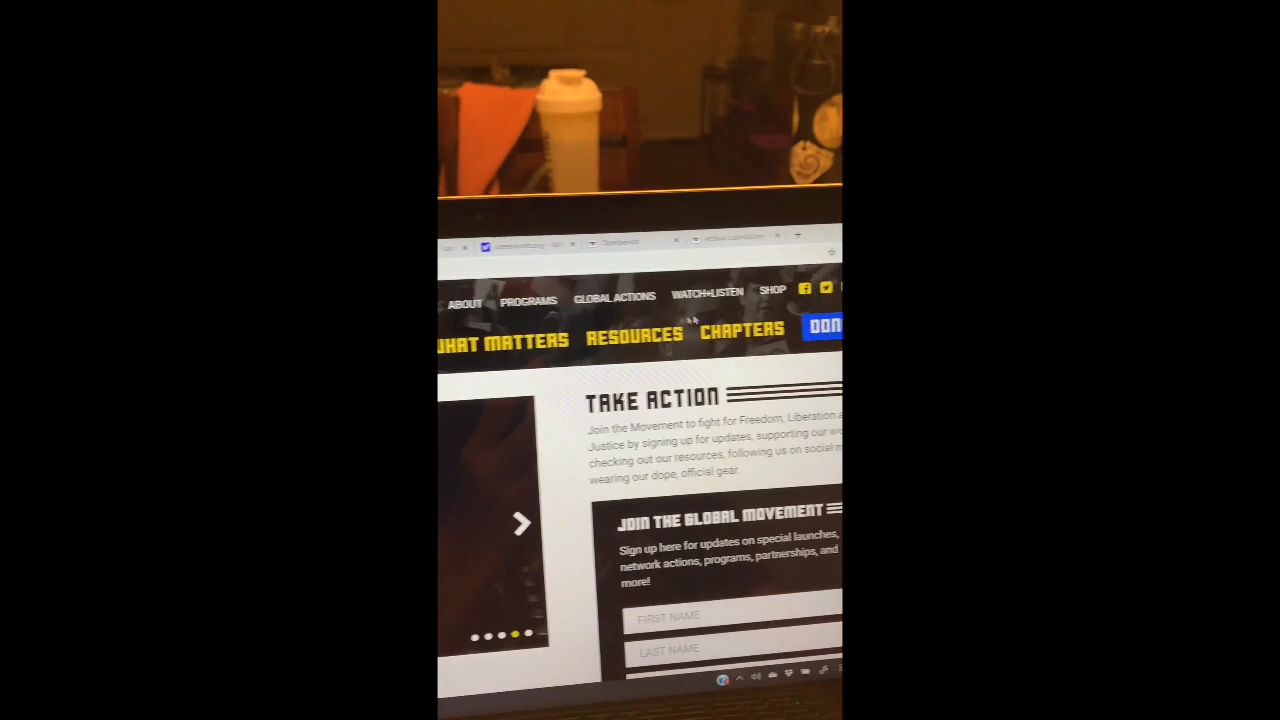 ABOUT PROGRAMS GLOBAL ACTIONS WATCH+LISTEN SHOP
WHAT MATTERS RESOURCES CHAPTERS DON
TAKE ACTION
Join the Movement to fight for Freedom, Liberation a
Justice by signing up for updates, supporting our wo
checking out our resources, following us on social m
wearing our dope, official gear.
JOIN THE GLOBAL MOVEMENT
Sign up here for updates on special launches,
network actions, programs, partnerships, and
more!
FIRST NAME
LAST NAME